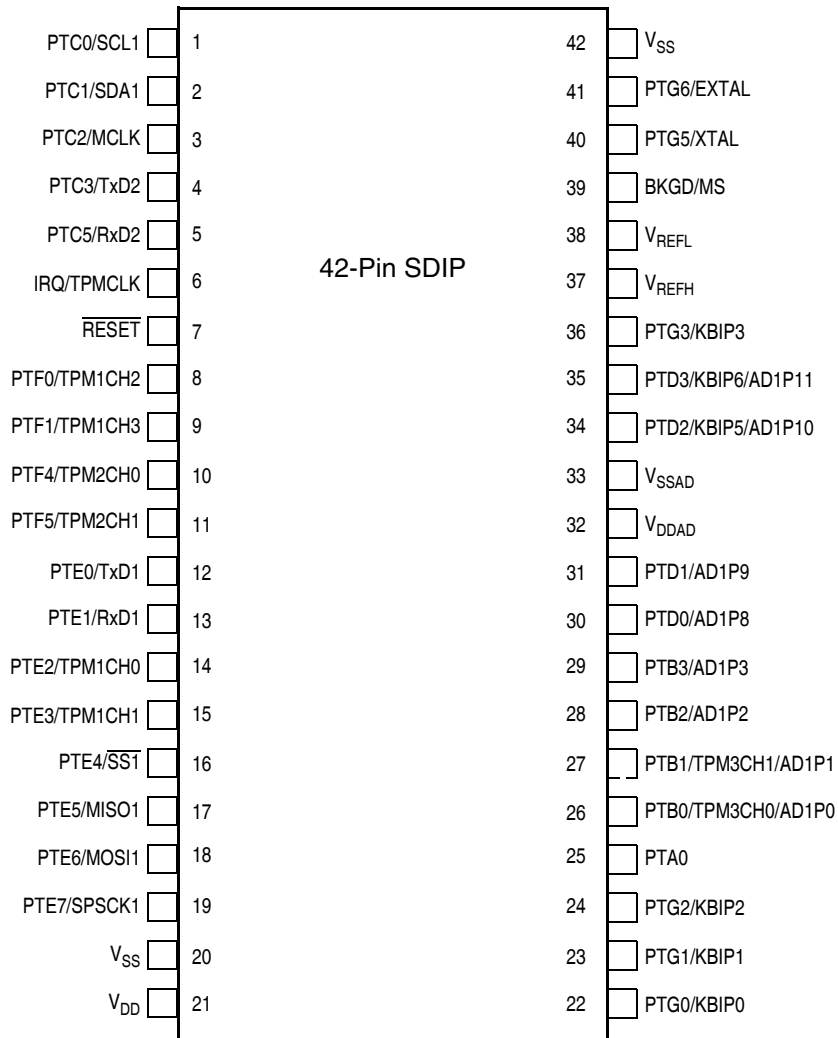 PTC0/SCL1 1 42 VSS
PTC1/SDA1 2 41 PTG6/EXTAL
PTC2/MCLK 3 40 PTG5/XTAL
PTC3/TxD2 4 39 BKGD/MS
PTC5/RxD2 5 38 VREFL
42-Pin SDIP
IRQ/TPMCLK 6 37 VREFH
RESET 7 36 PTG3/KBIP3
PTF0/TPM1CH2 8 35 PTD3/KBIP6/AD1P11
PTF1/TPM1CH3 9 34 PTD2/KBIP5/AD1P10
PTF4/TPM2CH0 10 33 VSSAD
PTF5/TPM2CH1 11 32 VDDAD
PTE0/TxD1 12 31 PTD1/AD1P9
PTE1/RxD1 13 30 PTD0/AD1P8
PTE2/TPM1CH0 14 29 PTB3/AD1P3
PTE3/TPM1CH1 15 28 PTB2/AD1P2
PTE4/SS1 16 27 PTB1/TPM3CH1/AD1P1
PTE5/MISO1 17 26 PTB0/TPM3CH0/AD1P0
PTE6/MOSI1 18 25 PTA0
PTE7/SPSCK1 19 24 PTG2/KBIP2
VSS 20 23 PTG1/KBIP1
VDD 21 22 PTG0/KBIP0